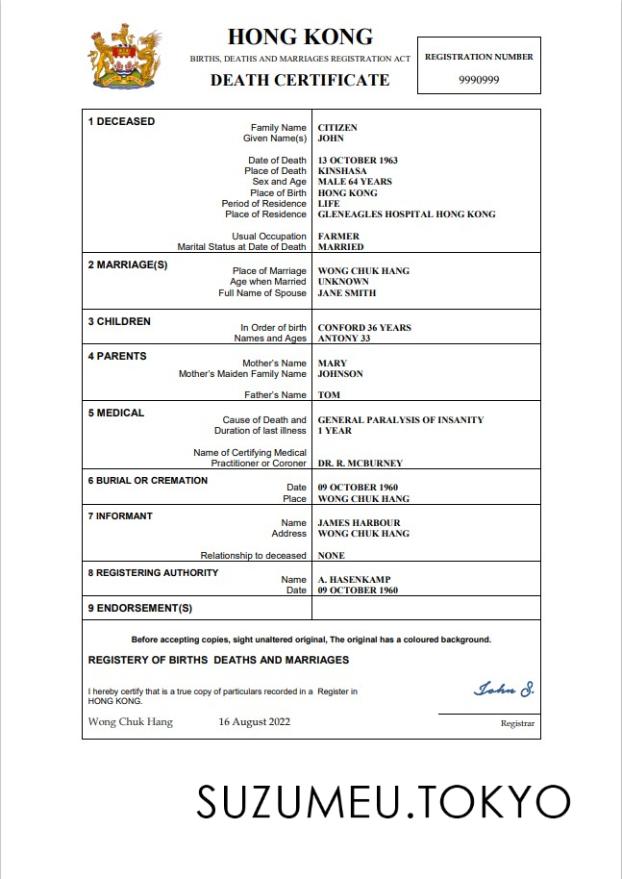 HONG KONG
BIRTHS, DEATHS AND MARRIAGES REGISTRATION ACT
DEATH CERTIFICATE
REGISTRATION NUMBER
9990999
1 DECEASED
Family Name CITIZEN
Given Name(s) JOHN
Date of Death 13 OCTOBER 1963
Place of Death KINSHASA
Sex and Age MALE 64 YEARS
Place of Birth HONG KONG
Period of Residence LIFE
Place of Residence GLENEAGLES HOSPITAL HONG KONG
Usual Occupation FARMER
Marital Status at Date of Death MARRIED
2 MARRIAGE(S)
Place of Marriage WONG CHUK HANG
Age when Married UNKNOWN
Full Name of Spouse JANE SMITH
3 CHILDREN
In Order of birth CONFORD 36 YEARS
Names and Ages ANTONY 33
4 PARENTS
Mother's Name MARY
Mother's Maiden Family Name JOHNSON
Father's Name TOM
5 MEDICAL
Cause of Death and GENERAL PARALYSIS OF INSANITY
Duration of last illness 1 YEAR
Name of Certifying Medical
Practitioner or Coroner DR. R. MCBURNEY
6 BURIAL OR CREMATION
Date 09 OCTOBER 1960
Place WONG CHUK HANG
7 INFORMANT
Name JAMES HARBOUR
Address WONG CHUK HANG
Relationship to deceased NONE
8 REGISTERING AUTHORITY
Name A. HASENKAMP
Date 09 OCTOBER 1960
9 ENDORSEMENT(S)
Before accepting copies, sight unaltered original, The original has a coloured background.
REGISTERY OF BIRTHS DEATHS AND MARRIAGES
I hereby certify that is a true copy of particulars recorded in a Register in
HONG KONG.
John S.
Wong Chuk Hang 16 August 2022
Registrar
SUZUMEU.TOKYO